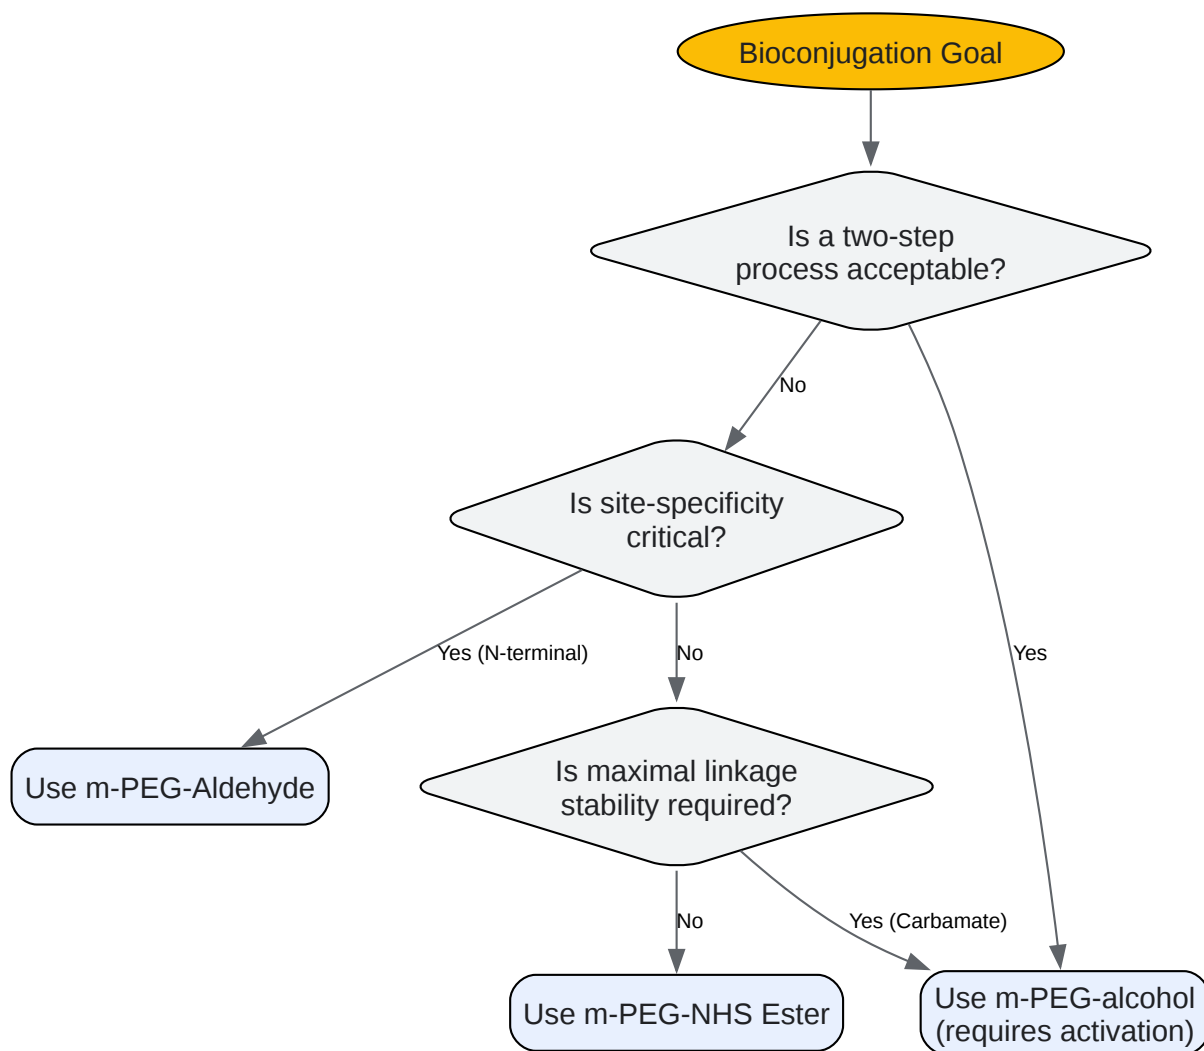 Bioconjugation Goal
Is a two-step
process acceptable?
No
Is site-specificity
critical?
Yes (N-terminal)
No
Yes
Use m-PEG-Aldehyde
Is maximal linkage
stability required?
No
Yes (Carbamate)
Use m-PEG-NHS Ester
Use m-PEG-alcohol
(requires activation)